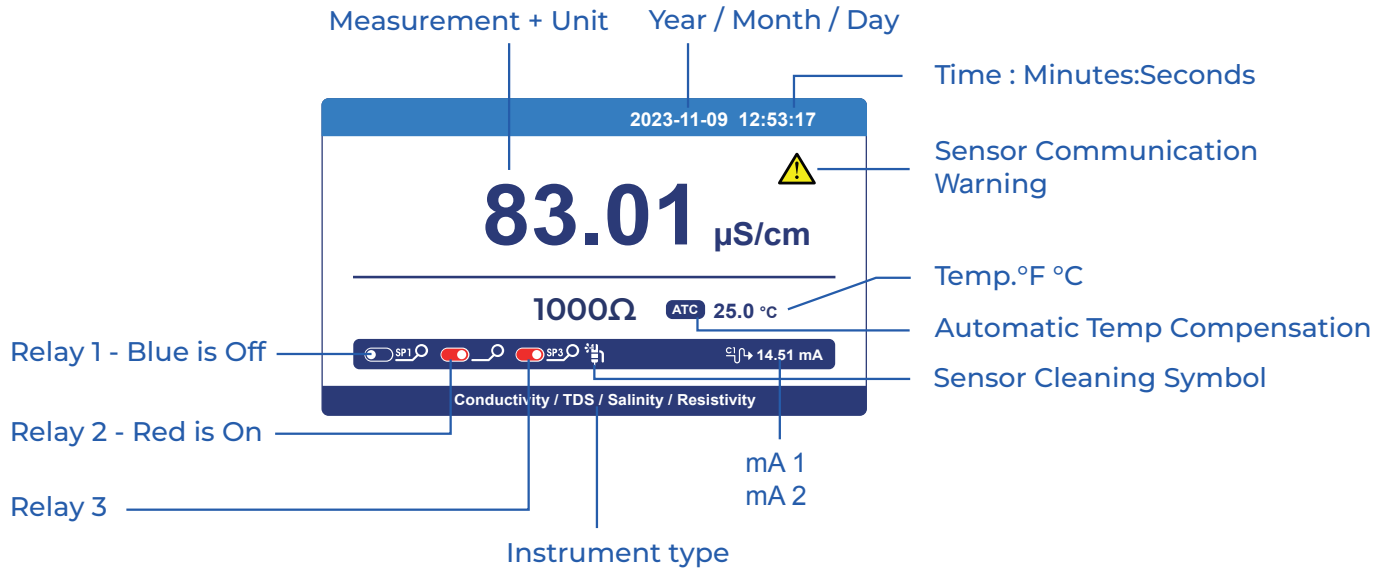 Measurement + Unit
Year / Month / Day
Time : Minutes:Seconds
2023-11-09 12:53:17
Sensor Communication
Warning
83.01 µS/cm
Temp.°F °C
1000Ω ATC 25.0 °C
Automatic Temp Compensation
Relay 1 - Blue is Off
SP1 SP3 C1 14.51 mA
Sensor Cleaning Symbol
Conductivity / TDS / Salinity / Resistivity
Relay 2 - Red is On
mA 1
mA 2
Relay 3
Instrument type